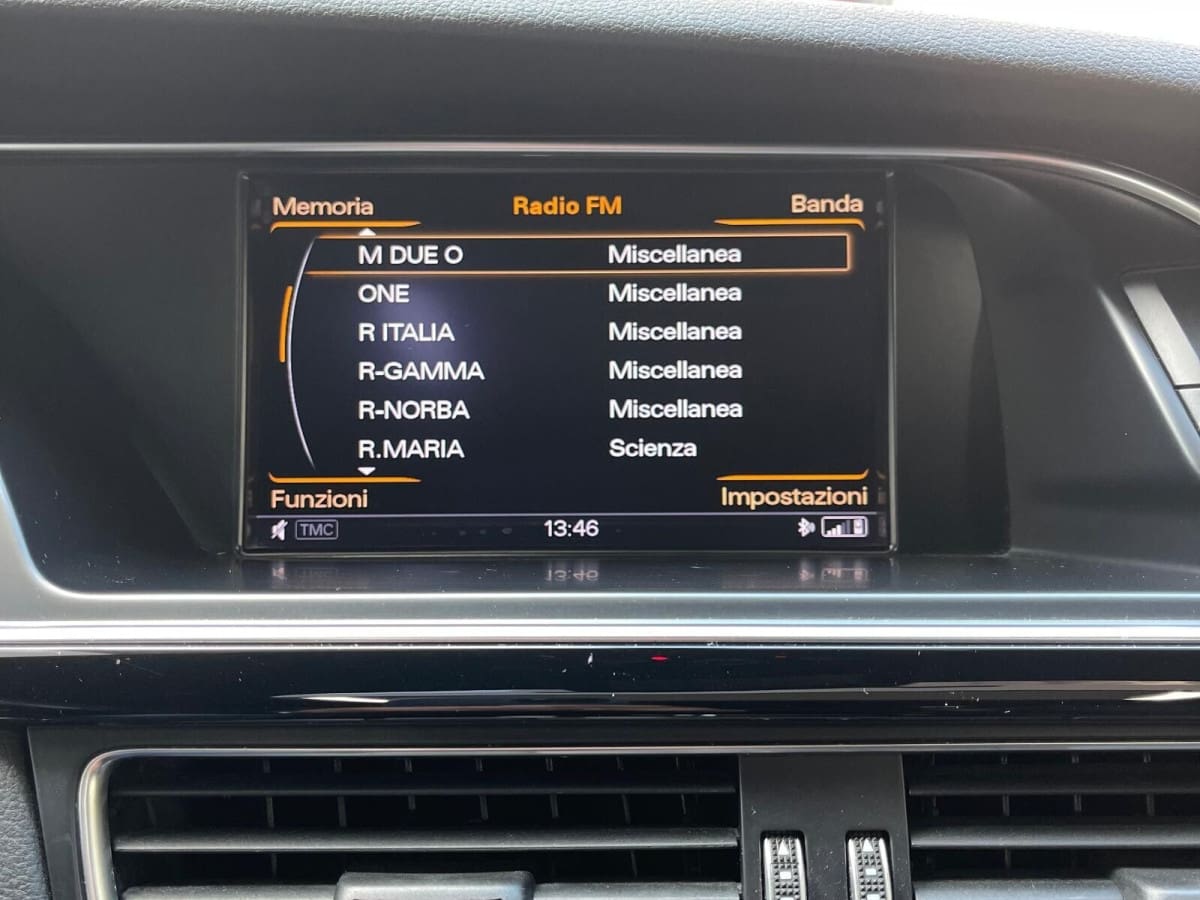 Memoria Radio FM Banda
M DUE O Miscellanea
ONE Miscellanea
R ITALIA Miscellanea
R-GAMMA Miscellanea
R-NORBA Miscellanea
R.MARIA Scienza
Funzioni Impostazioni
TMC 13:46